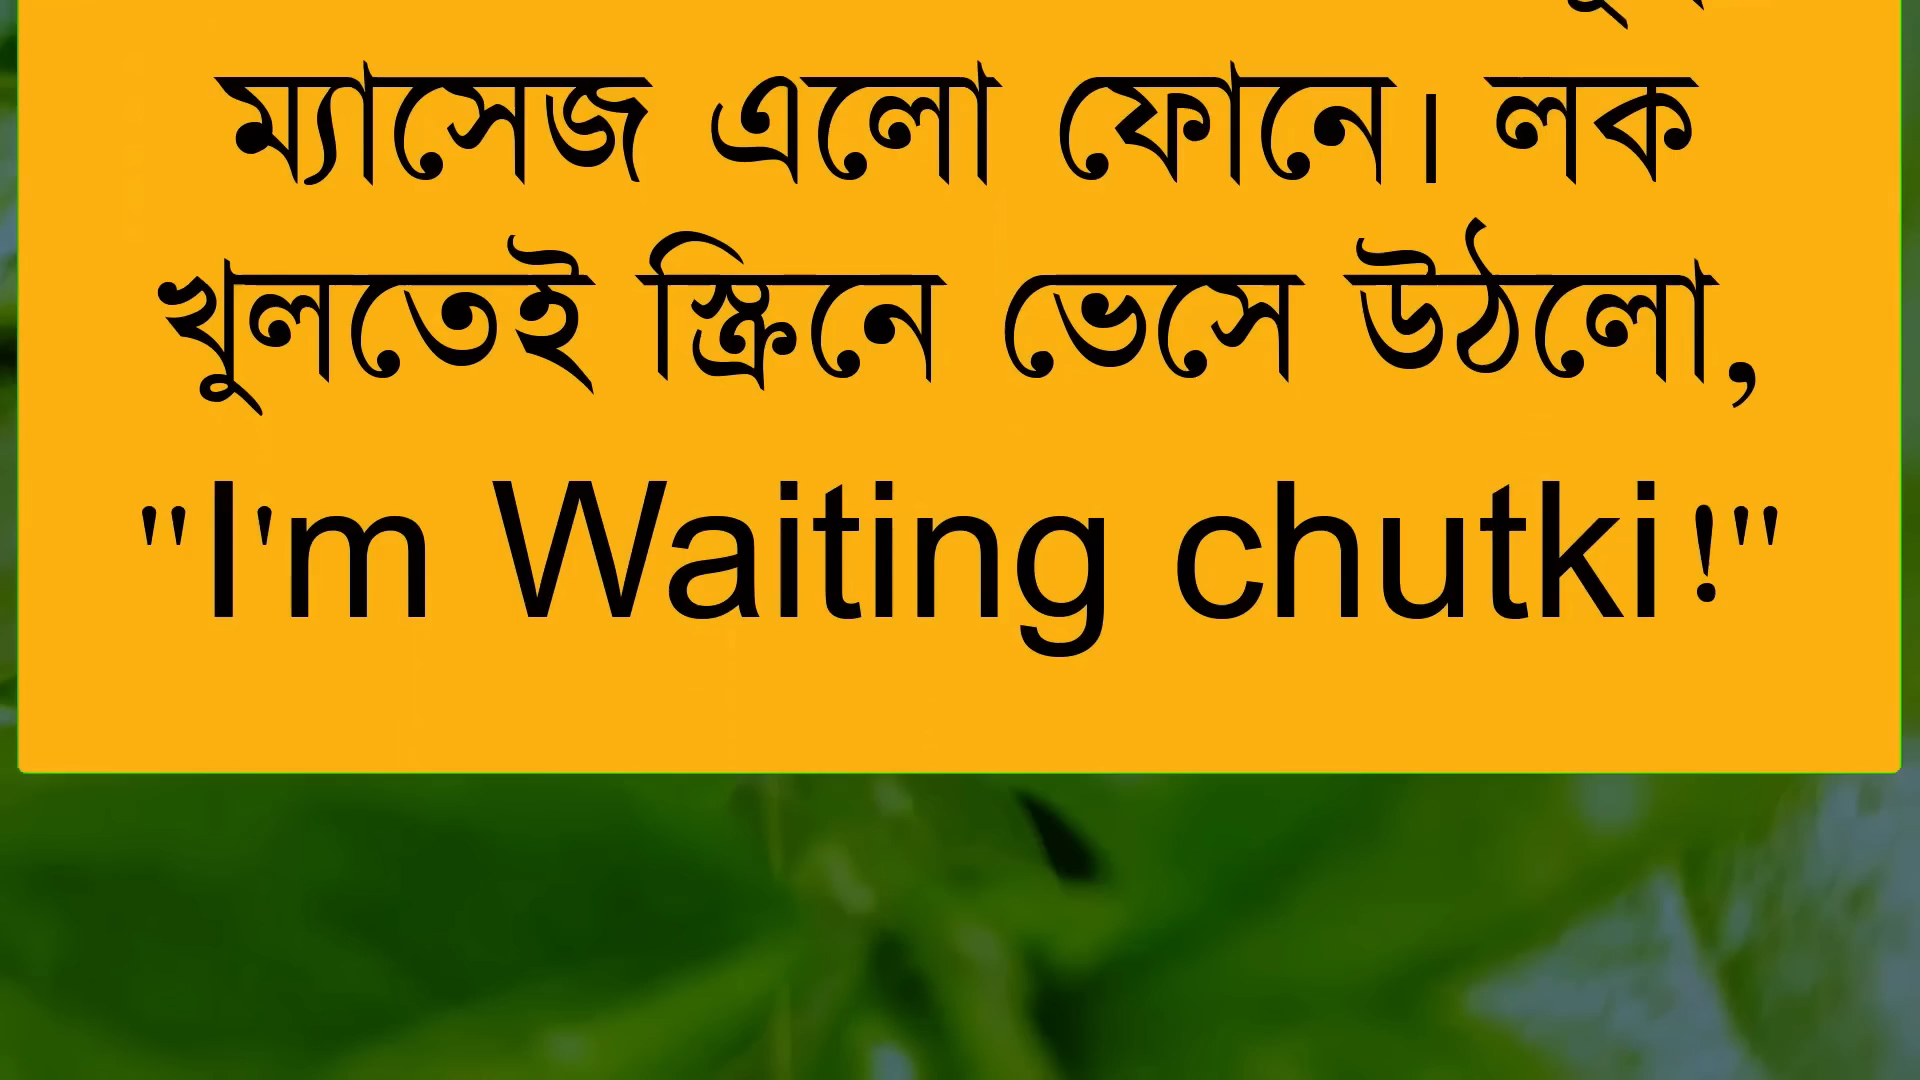 ম্যাসেজ এলো ফোনে। লক
খুলতেই স্ক্রিনে ভেসে উঠলো,
"I'm Waiting chutki!"